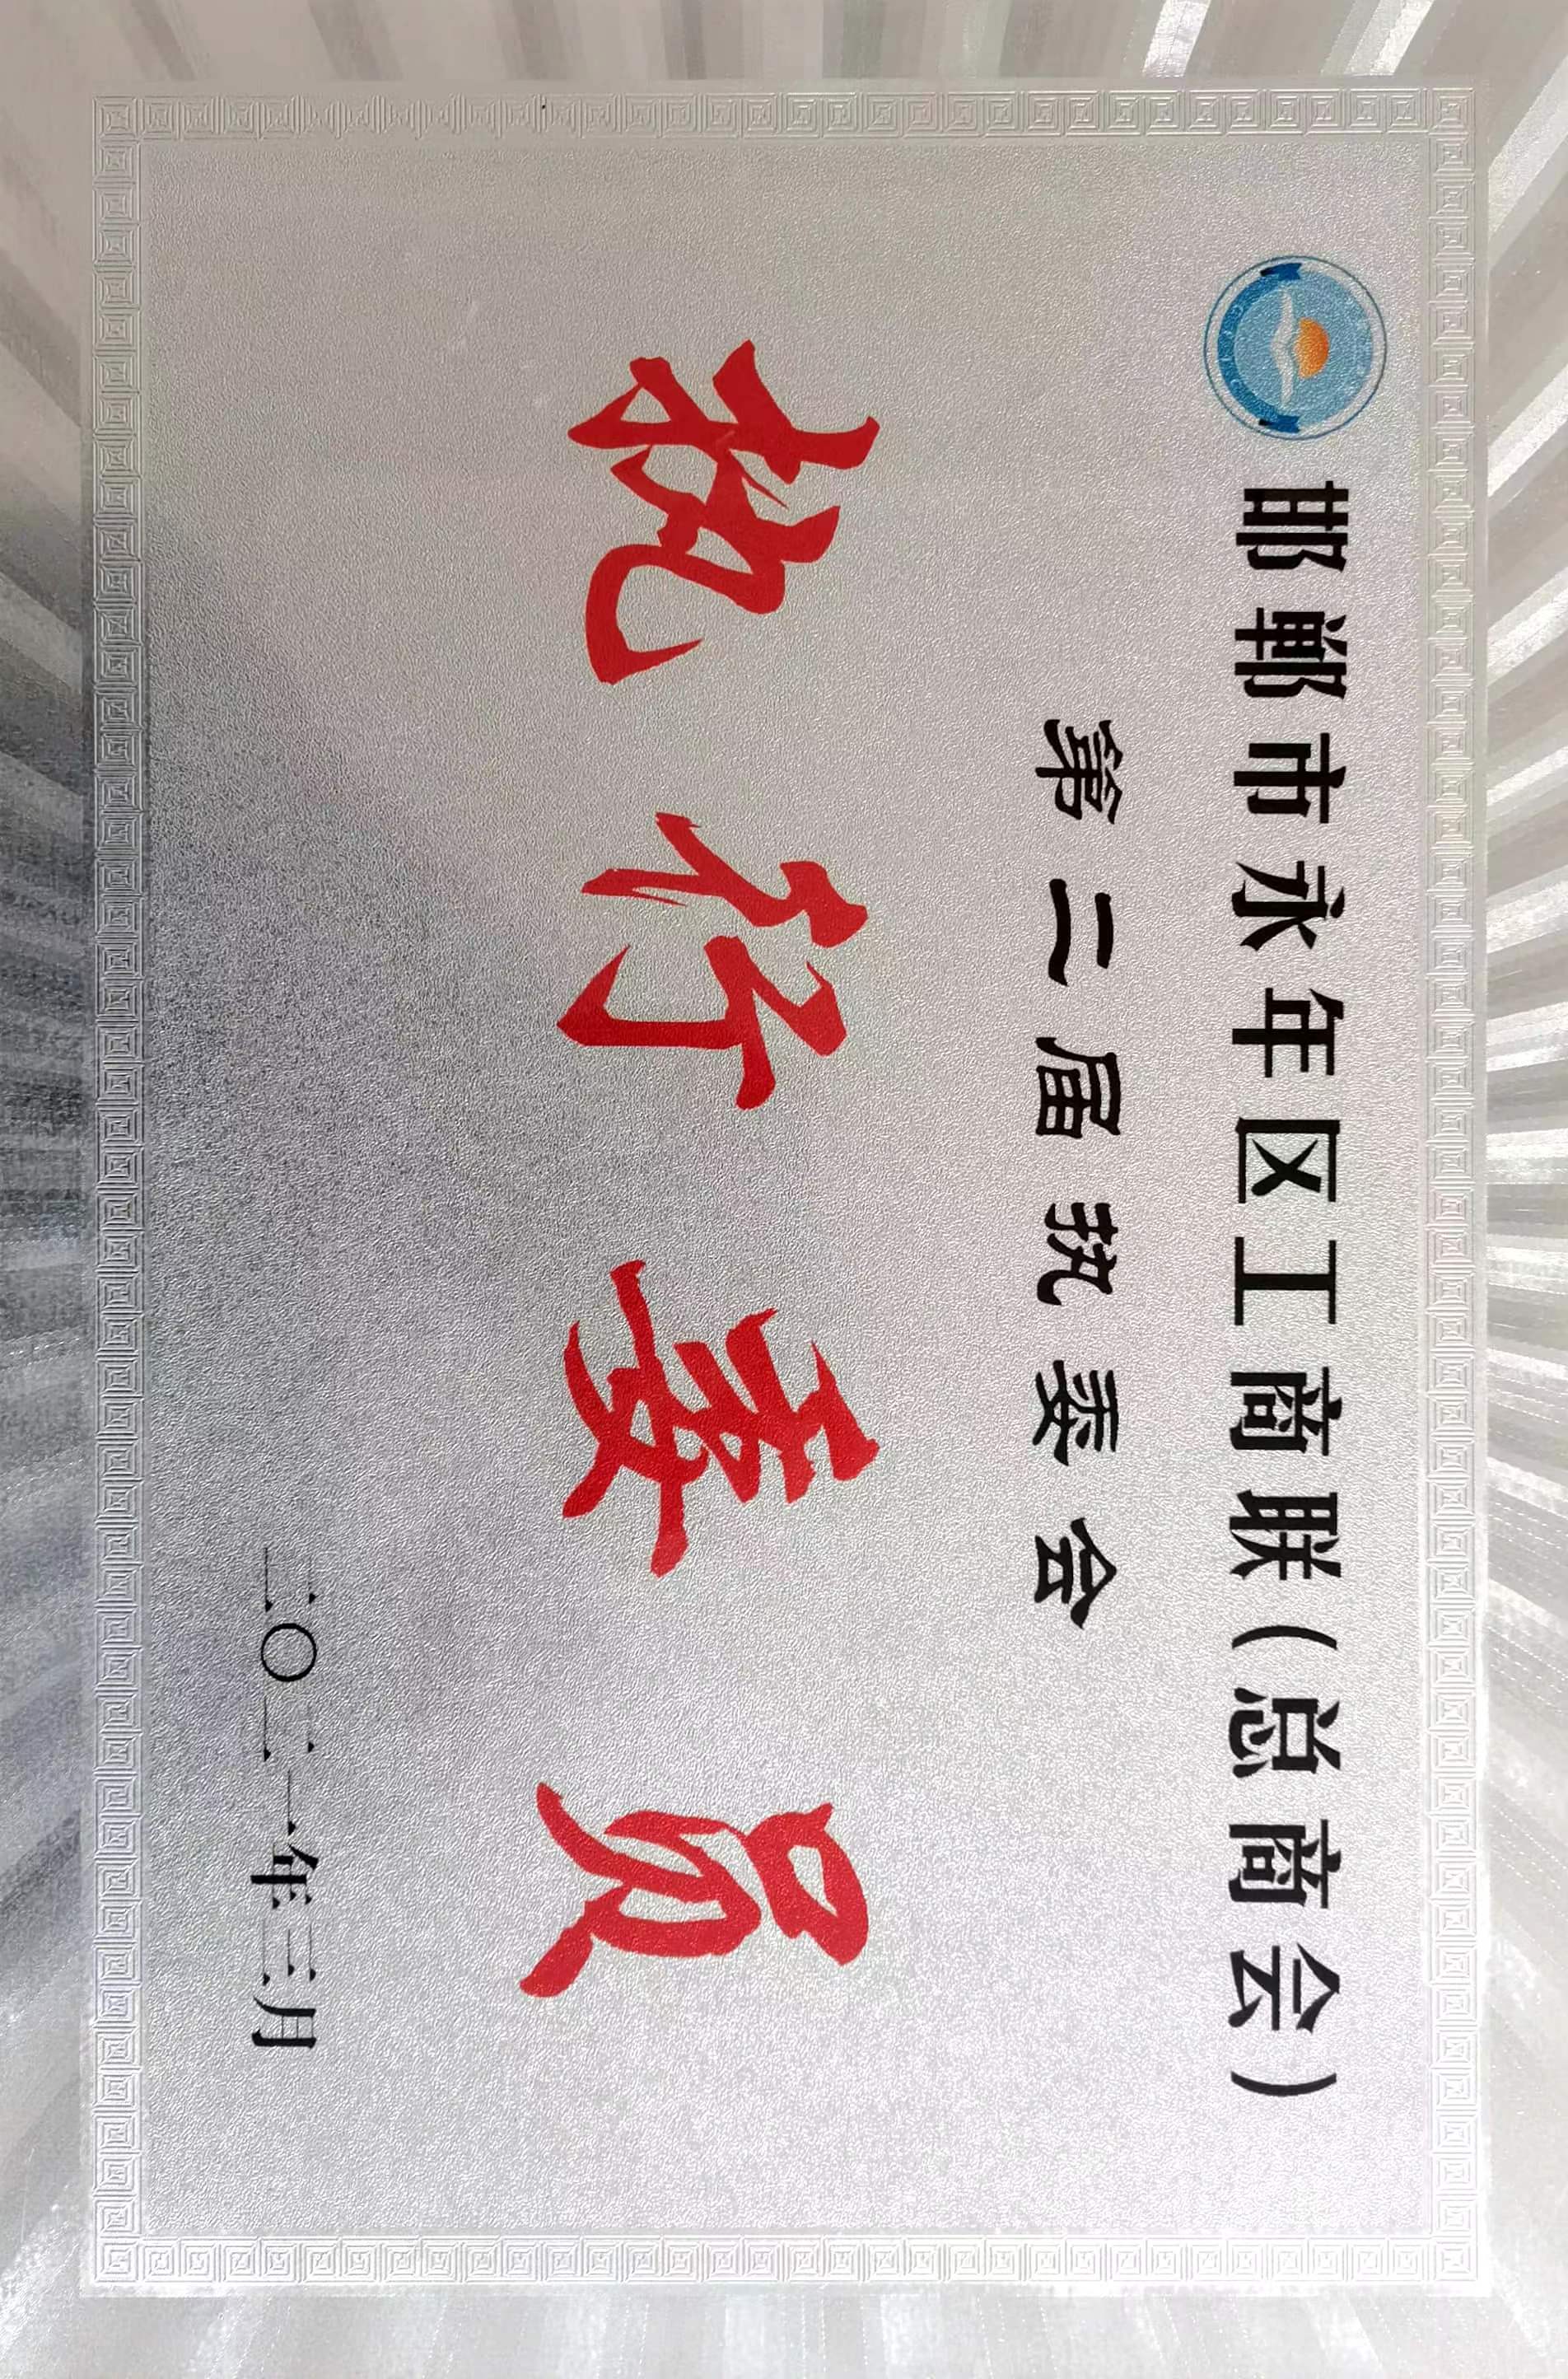 邯郸市永年区工商联(总商会)
第二届执委会
执行委员
二〇二一年三月